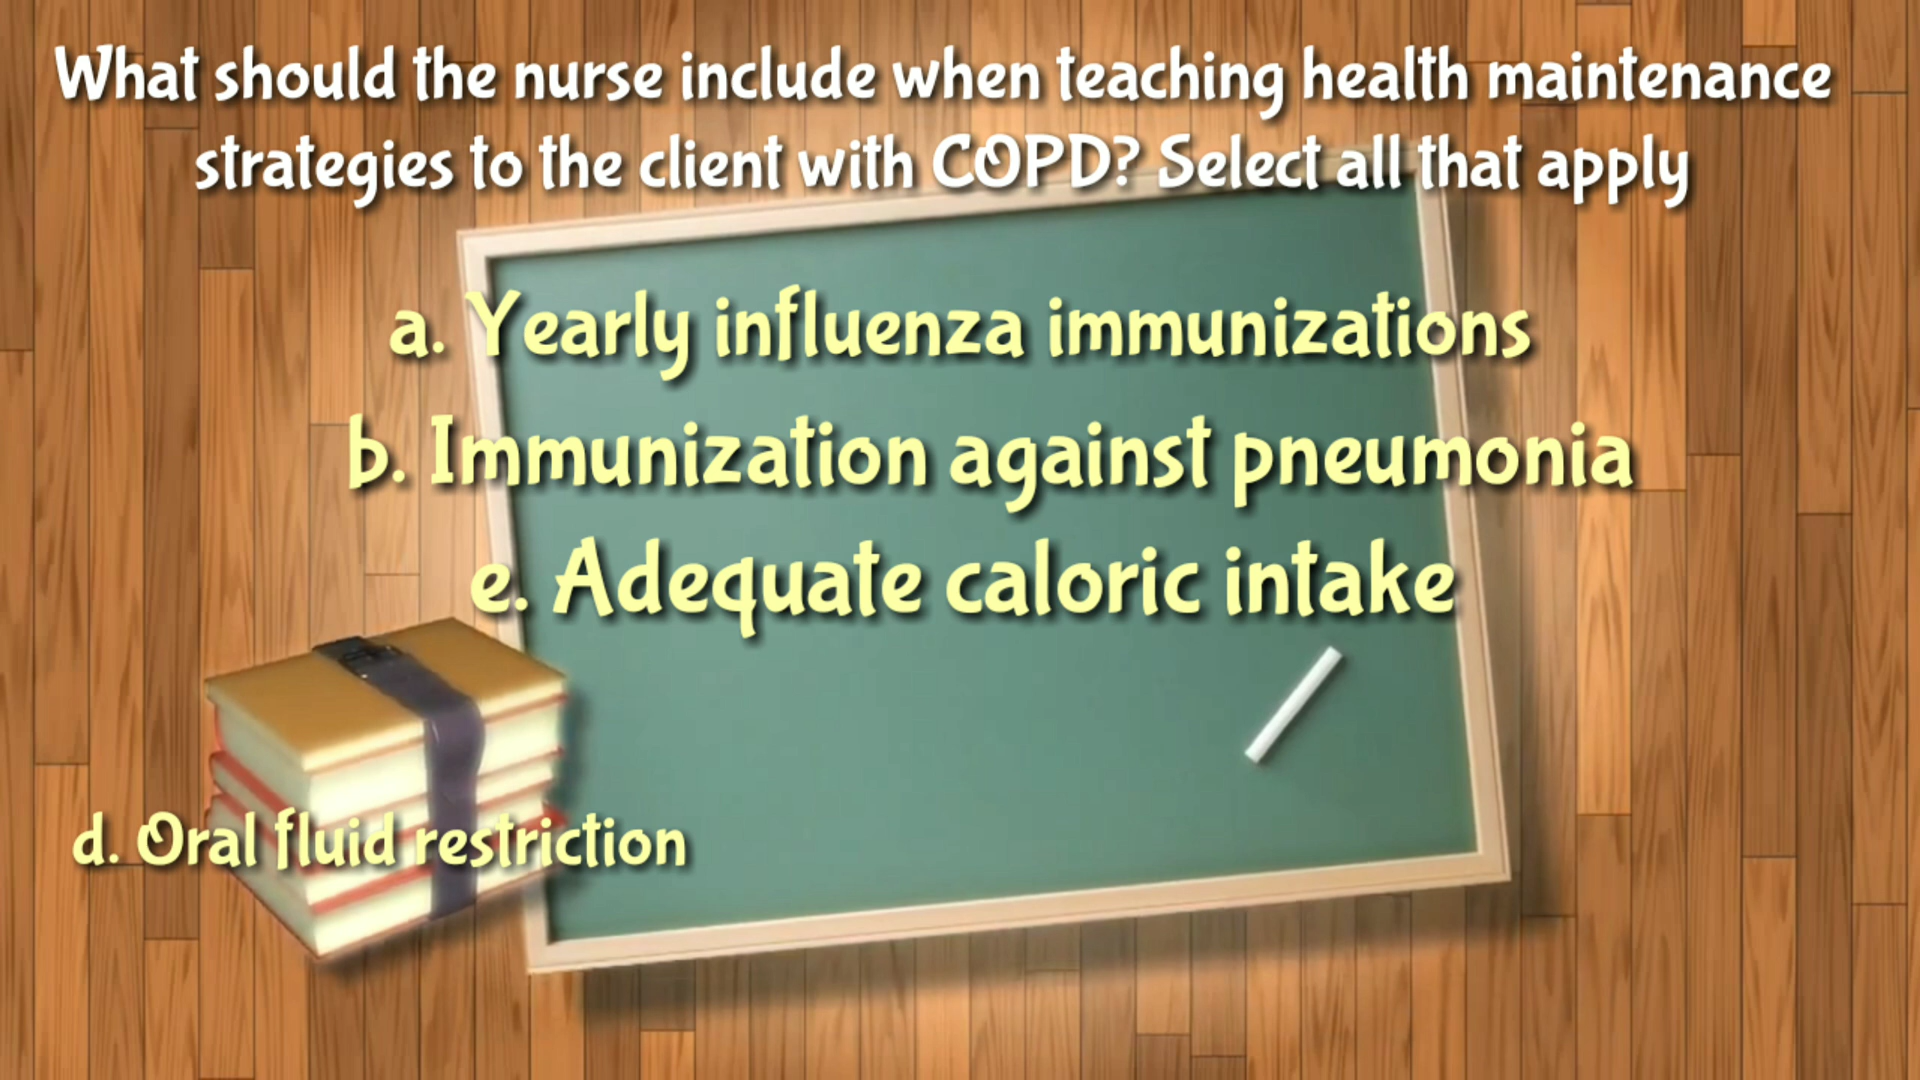 What should the nurse include when teaching health maintenance
strategies to the client with COPD? Select all that apply
a. Yearly influenza immunizations
b. Immunization against pneumonia
e. Adequate caloric intake
d. Oral fluid restriction